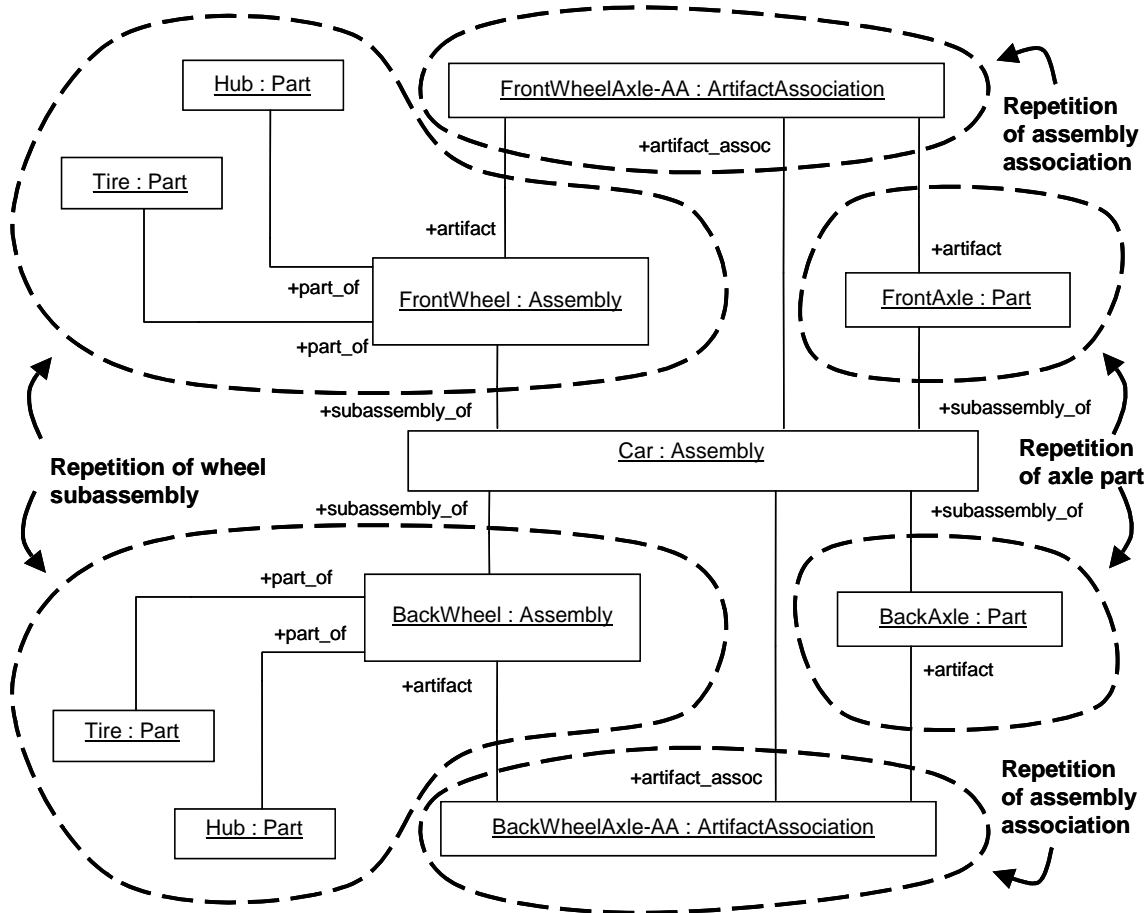 Hub : Part
FrontWheelAxle-AA : ArtifactAssociation
Repetition
of assembly
association
+artifact_assoc
Tire : Part
+artifact
+artifact
+part_of
FrontWheel : Assembly
FrontAxle : Part
+part_of
+subassembly_of
+subassembly_of
Car : Assembly
Repetition of wheel
subassembly
Repetition
of axle part
+subassembly_of
+subassembly_of
+part_of
BackWheel : Assembly
BackAxle : Part
+part_of
+artifact
+artifact
Tire : Part
+artifact_assoc
Repetition
of assembly
association
Hub : Part
BackWheelAxle-AA : ArtifactAssociation